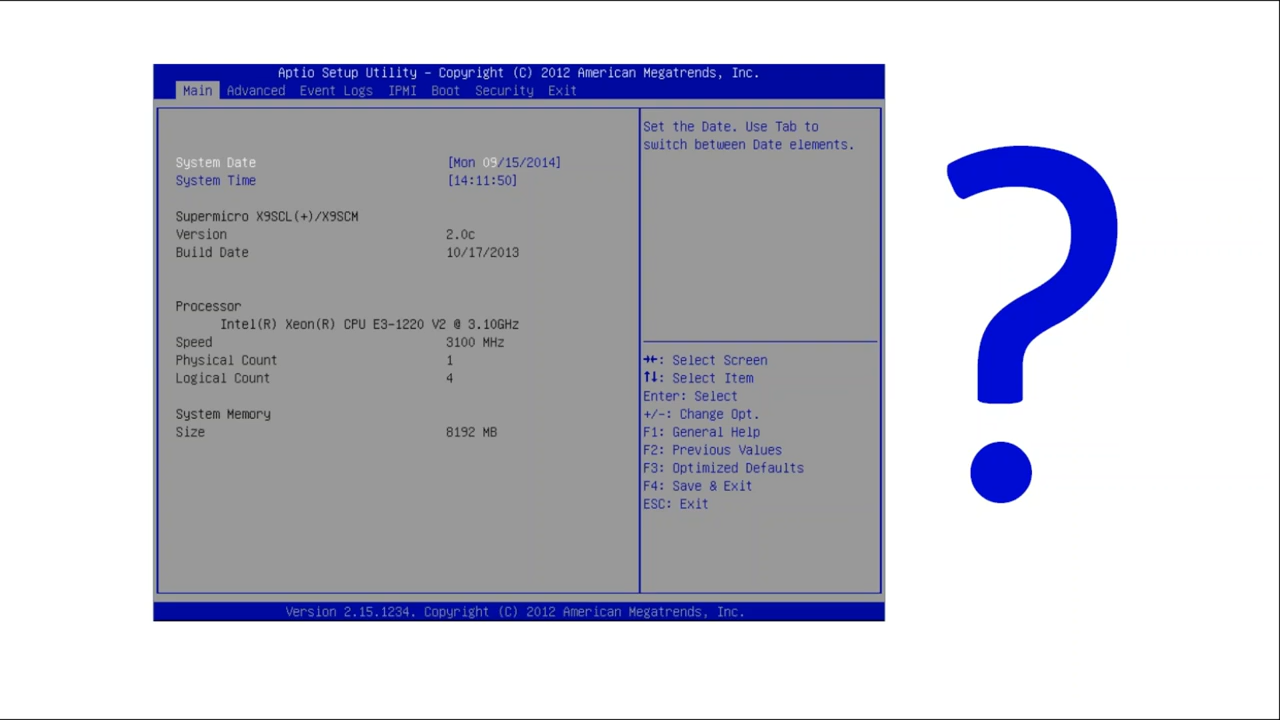 Aptio Setup Utility – Copyright (C) 2012 American Megatrends, Inc.
Main Advanced Event Logs IPMI Boot Security Exit
System Date [Mon 09/15/2014]
System Time [14:11:50]
Supermicro X9SCL(+)/X9SCM
Version 2.0c
Build Date 10/17/2013
Processor
Intel(R) Xeon(R) CPU E3-1220 V2 @ 3.10GHz
Speed 3100 MHz
Physical Count 1
Logical Count 4
System Memory
Size 8192 MB
Set the Date. Use Tab to
switch between Date elements.
→←: Select Screen
↑↓: Select Item
Enter: Select
+/-: Change Opt.
F1: General Help
F2: Previous Values
F3: Optimized Defaults
F4: Save & Exit
ESC: Exit
Version 2.15.1234. Copyright (C) 2012 American Megatrends, Inc.
?